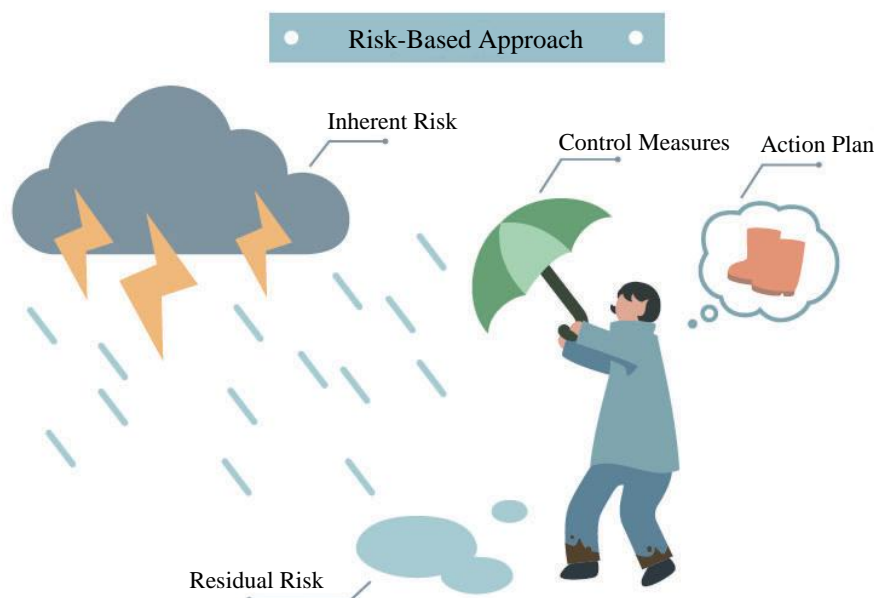 Risk-Based Approach
Inherent Risk
Control Measures
Action Plan
Residual Risk